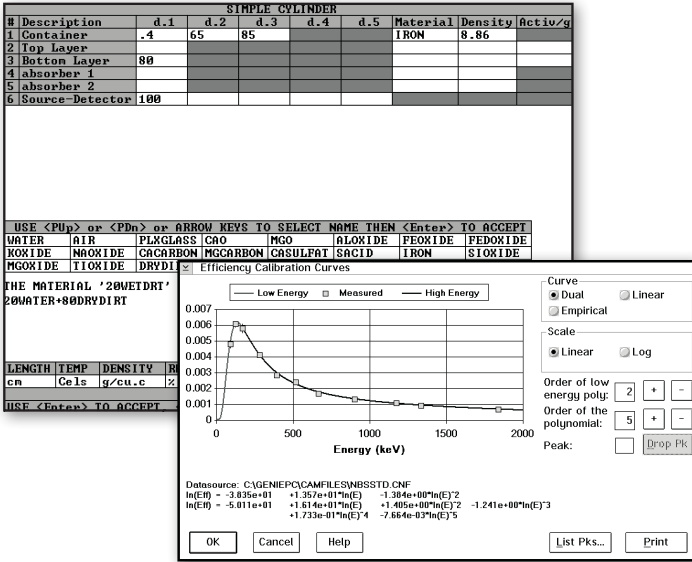 SIMPLE CYLINDER
# Description d.1 d.2 d.3 d.4 d.5 Material Density Activ/g
1 Container .4 65 85 IRON 8.86
2 Top Layer
3 Bottom Layer 80
4 absorber 1
5 absorber 2
6 Source-Detector 100
USE <PUp> or <PDn> or ARROW KEYS TO SELECT NAME THEN <Enter> TO ACCEPT
WATER AIR PLXGLASS CAO MGO ALOXIDE FEOXIDE FEDOXIDE
KOXIDE NAOXIDE CACARBON MGCARBON CASULFAT SACID IRON SIOXIDE
MGOXIDE TIOXIDE DRYDI
THE MATERIAL '20WETDRT'
20WATER+80DRYDIRT
LENGTH TEMP DENSITY
cm Cels g/cu.c %
USE <Enter> TO ACCEPT,
Efficiency Calibration Curves
Low Energy Measured High Energy
0.007
0.006
0.005
0.004
0.003
0.002
0.001
0
0 500 1000 1500 2000
Energy (keV)
Curve
Dual Linear
Empirical
Scale
Linear Log
Order of low
energy poly: 2 + -
Order of the
polynomial: 5 + -
Peak: Drop Pk
Datasource: C:\GENIEPC\CAMFILES\NBSSTD.CNF
ln(Eff) = -3.835e+01 +1.357e+01*ln(E) -1.384e+00*ln(E)^2
ln(Eff) = -5.011e+01 +1.614e+01*ln(E) +1.405e+00*ln(E)^2 -1.241e+00*ln(E)^3
+1.733e-01*ln(E)^4 -7.664e-03*ln(E)^5
OK Cancel Help List Pks... Print